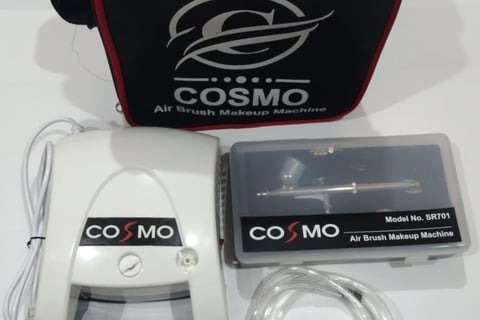 COSMO
Air Brush Makeup Machine
COSMO
Model No. SR701
COSMO
Air Brush Makeup Machine